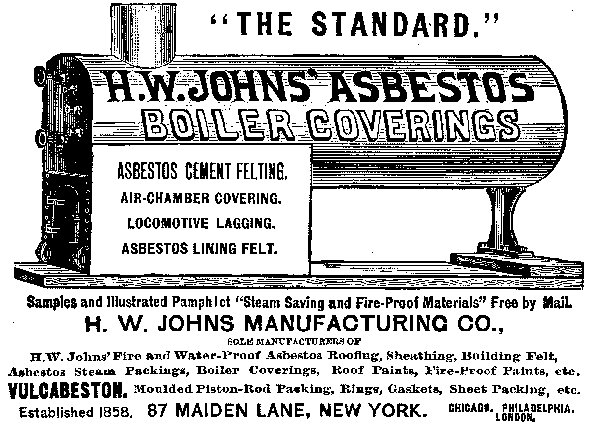 "THE STANDARD."
H.W. JOHNS' ASBESTOS
BOILER COVERINGS
ASBESTOS CEMENT FELTING.
AIR-CHAMBER COVERING.
LOCOMOTIVE LAGGING.
ASBESTOS LINING FELT.
Samples and Illustrated Pamphlet "Steam Saving and Fire-Proof Materials" Free by Mail.
H. W. JOHNS MANUFACTURING CO.,
SOLE MANUFACTURERS OF
H.W. Johns' Fire and Water-Proof Asbestos Roofing, Sheathing, Building Felt,
Asbestos Steam Packings, Boiler Coverings, Roof Paints, Fire-Proof Paints, etc.
VULCABESTON. Moulded Piston-Rod Packing, Rings, Gaskets, Sheet Packing, etc.
Established 1858. 87 MAIDEN LANE, NEW YORK. CHICAGO. PHILADELPHIA.
LONDON.